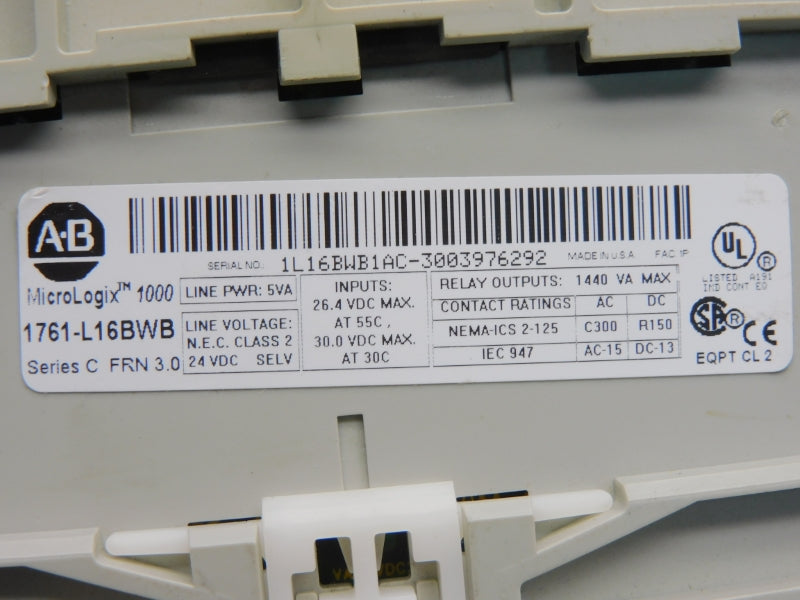 A·B
SERIAL NO. 1L16BWB1AC-3003976292 MADE IN U.S.A FAC 1P
UL ®
LISTED A191
IND CONT EQ
MicroLogix™ 1000
1761-L16BWB
Series C FRN 3.0
LINE PWR: 5VA
LINE VOLTAGE:
N.E.C. CLASS 2
24 VDC SELV
INPUTS:
26.4 VDC MAX.
AT 55C ,
30.0 VDC MAX.
AT 30C
RELAY OUTPUTS: 1440 VA MAX
CONTACT RATINGS AC DC
NEMA-ICS 2-125 C300 R150
IEC 947 AC-15 DC-13
SA ® CE
EQPT CL 2